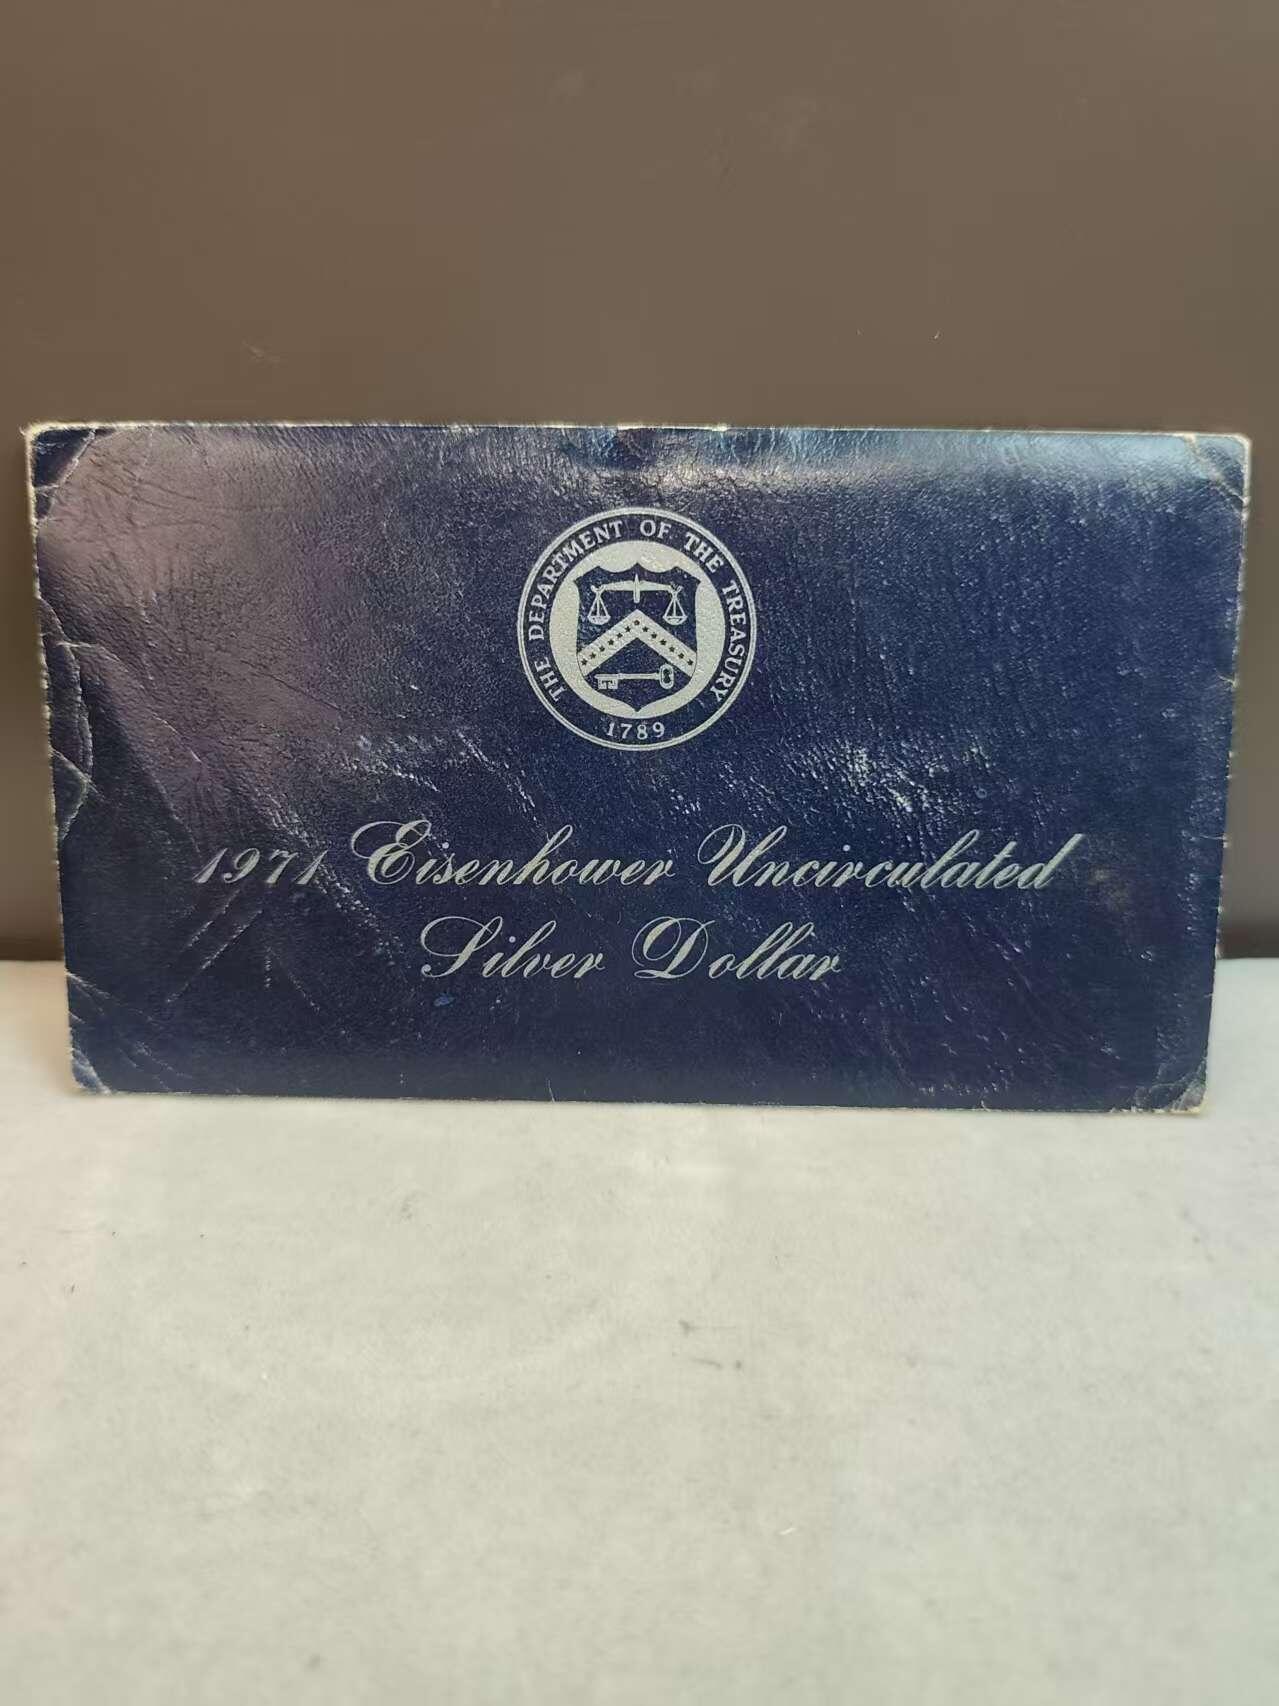 THE DEPARTMENT OF THE TREASURY
1789
1971 Eisenhower Uncirculated
Silver Dollar